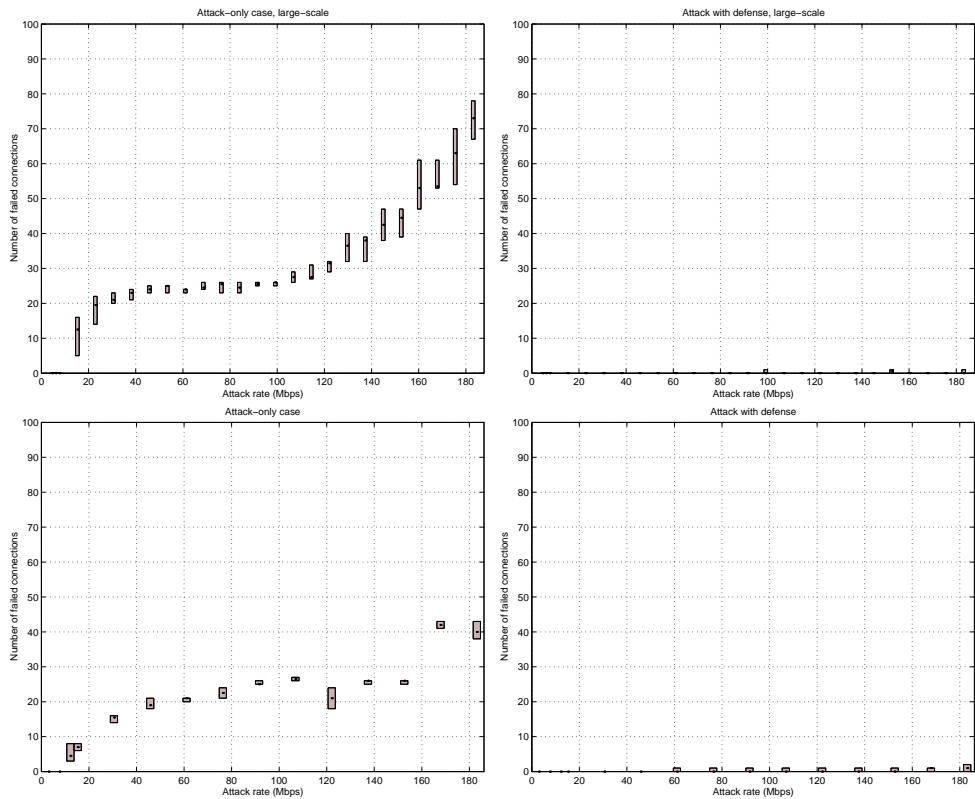 Attack−only case, large−scale
100
90
80
70
60
50
40
30
20
10
0
Number of failed connections
0 20 40 60 80 100 120 140 160 180
Attack rate (Mbps)
Attack with defense, large−scale
100
90
80
70
60
50
40
30
20
10
0
Number of failed connections
0 20 40 60 80 100 120 140 160 180
Attack rate (Mbps)
Attack−only case
100
90
80
70
60
50
40
30
20
10
0
Number of failed connections
0 20 40 60 80 100 120 140 160 180
Attack rate (Mbps)
Attack with defense
100
90
80
70
60
50
40
30
20
10
0
Number of failed connections
0 20 40 60 80 100 120 140 160 180
Attack rate (Mbps)